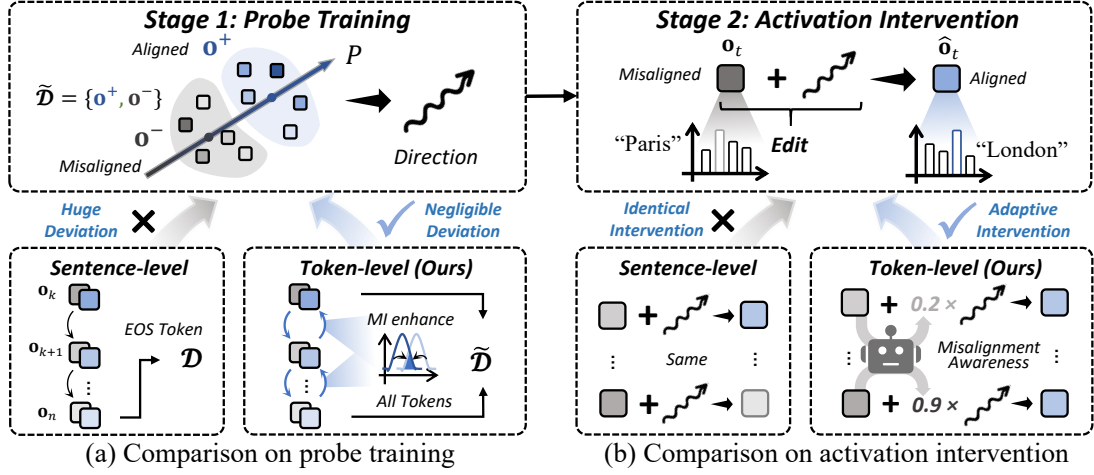 Stage 1: Probe Training
Aligned 𝐨⁺
P
𝒟̃ = {𝐨⁺, 𝐨⁻}
𝐨⁻
Misaligned
Direction
Stage 2: Activation Intervention
𝐨ₜ
𝐨̂ₜ
Misaligned
+
Aligned
“Paris”
Edit
“London”
Huge
Deviation
Negligible
Deviation
Identical
Intervention
Adaptive
Intervention
Sentence-level
𝐨ₖ
EOS Token
𝐨ₖ₊₁
𝒟
⋮
𝐨ₙ
Token-level (Ours)
MI enhance
𝒟̃
⋮
All Tokens
Sentence-level
+
⋮ Same ⋮
+
Token-level (Ours)
+ 0.2 ×
⋮ Misalignment ⋮
Awareness
+ 0.9 ×
(a) Comparison on probe training
(b) Comparison on activation intervention